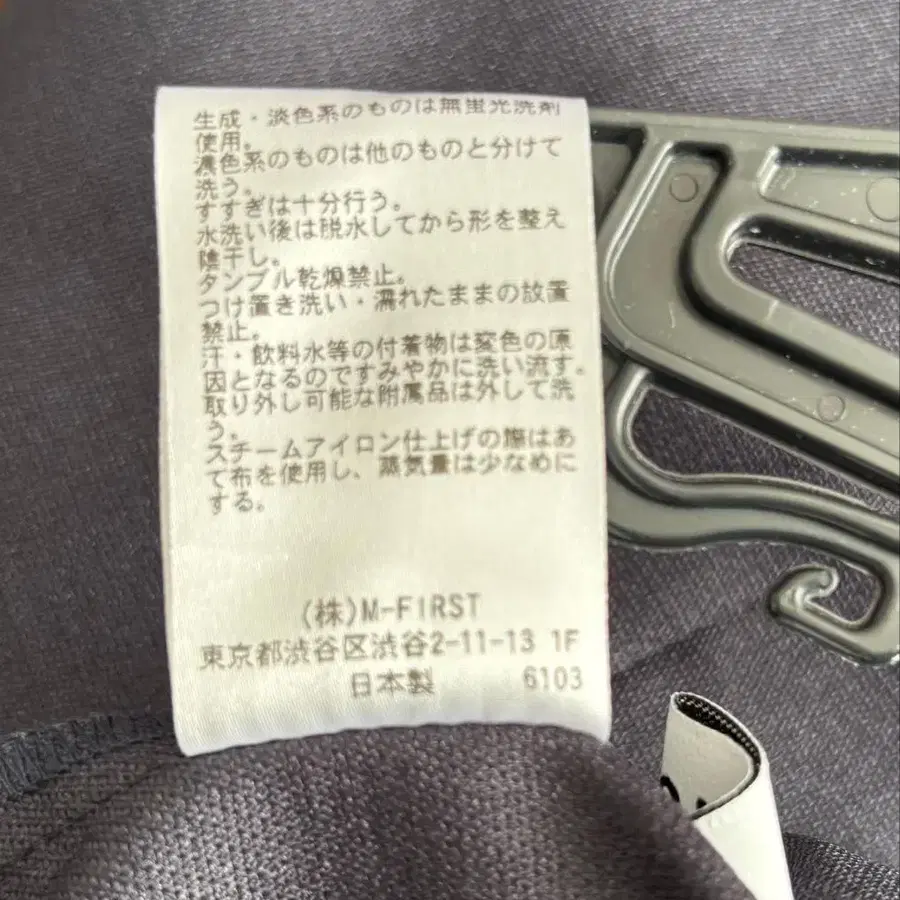 生成・淡色系のものは無蛍光洗剤
使用。
濃色系のものは他のものと分けて
洗う。
すすぎは十分行う。
水洗い後は脱水してから形を整え
陰干し。
タンブル乾燥禁止。
つけ置き洗い・濡れたままの放置
禁止。
汗・飲料水等の付着物は変色の原
因となるのですみやかに洗い流す。
取り外し可能な附属品は外して洗
う。
スチームアイロン仕上げの際はあ
て布を使用し、蒸気量は少なめに
する。
(株)M-FIRST
東京都渋谷区渋谷2-11-13 1F
日本製 6103